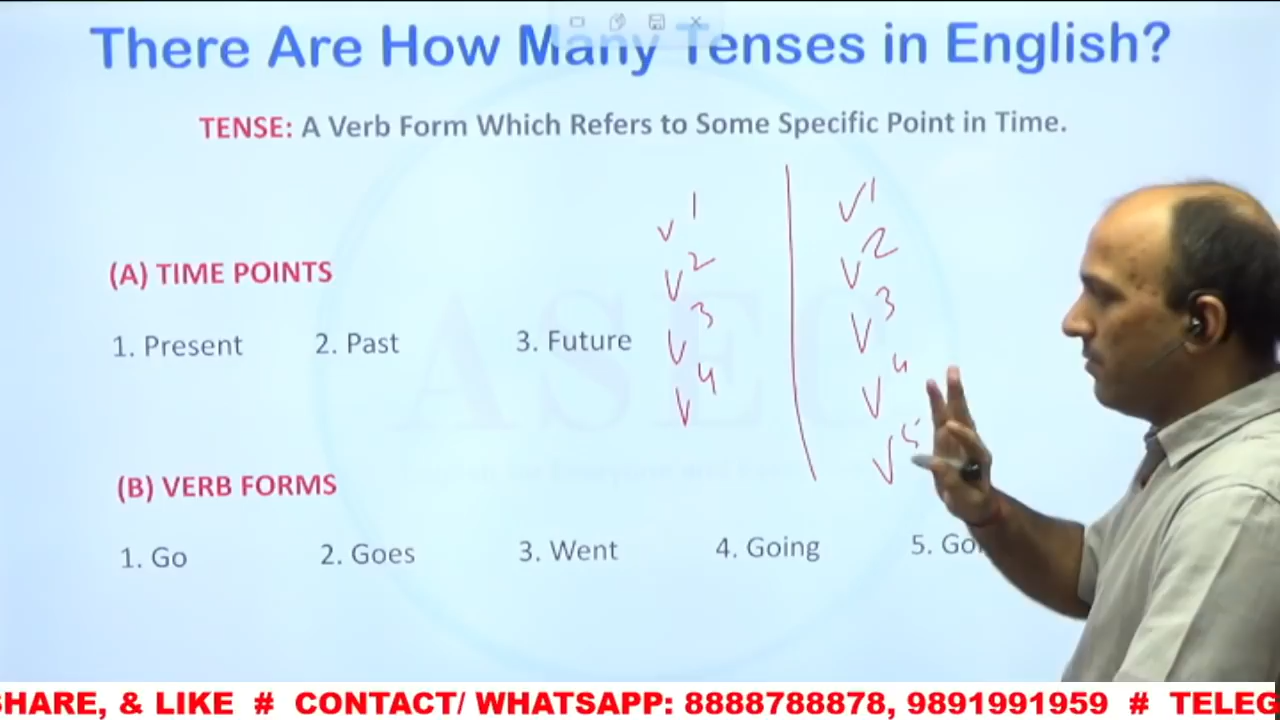 There Are How Many Tenses in English?
TENSE: A Verb Form Which Refers to Some Specific Point in Time.
(A) TIME POINTS
1. Present 2. Past 3. Future
v1
v2
v3
v4
v1
v2
v3
v4
v5
ASEC
(B) VERB FORMS
1. Go 2. Goes 3. Went 4. Going 5.
SHARE, & LIKE # CONTACT/ WHATSAPP: 8888788878, 9891991959 # TELEG